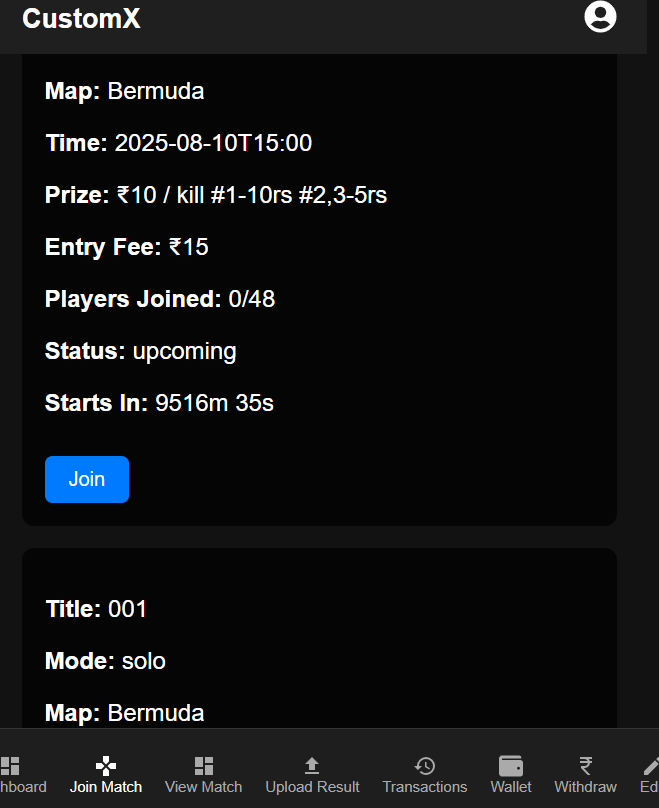 CustomX
Map: Bermuda
Time: 2025-08-10T15:00
Prize: ₹10 / kill #1-10rs #2,3-5rs
Entry Fee: ₹15
Players Joined: 0/48
Status: upcoming
Starts In: 9516m 35s
Join
Title: 001
Mode: solo
Map: Bermuda
hboard Join Match View Match Upload Result Transactions Wallet Withdraw Ed